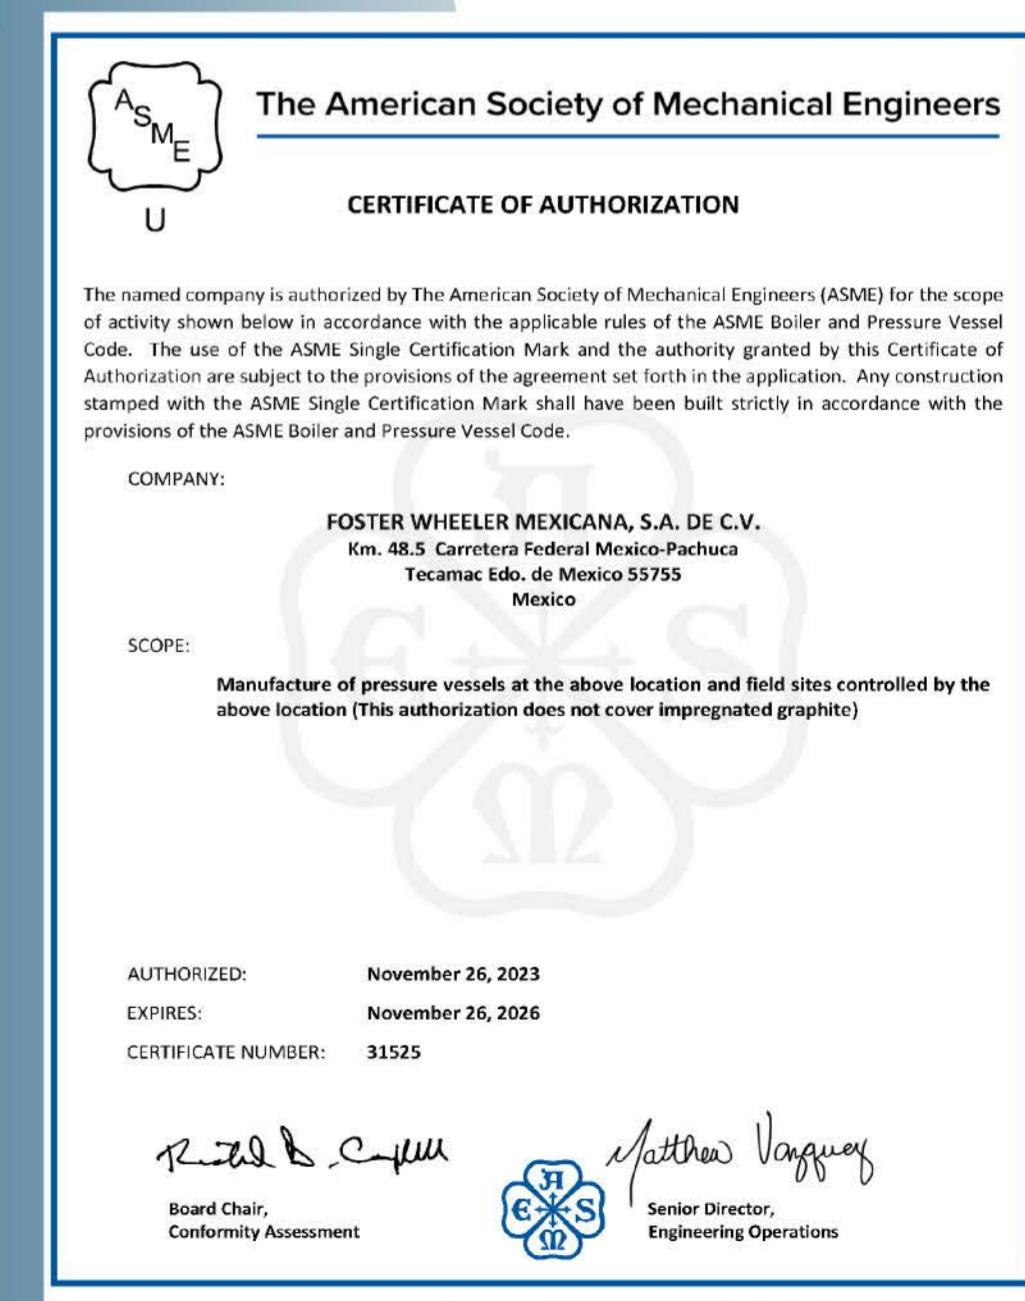 ASME
The American Society of Mechanical Engineers
U
CERTIFICATE OF AUTHORIZATION
The named company is authorized by The American Society of Mechanical Engineers (ASME) for the scope
of activity shown below in accordance with the applicable rules of the ASME Boiler and Pressure Vessel
Code. The use of the ASME Single Certification Mark and the authority granted by this Certificate of
Authorization are subject to the provisions of the agreement set forth in the application. Any construction
stamped with the ASME Single Certification Mark shall have been built strictly in accordance with the
provisions of the ASME Boiler and Pressure Vessel Code.
COMPANY:
FOSTER WHEELER MEXICANA, S.A. DE C.V.
Km. 48.5 Carretera Federal Mexico-Pachuca
Tecamac Edo. de Mexico 55755
Mexico
SCOPE:
Manufacture of pressure vessels at the above location and field sites controlled by the
above location (This authorization does not cover impregnated graphite)
AUTHORIZED: November 26, 2023
EXPIRES: November 26, 2026
CERTIFICATE NUMBER: 31525
Matthew Vazquez
A
E S
M
Board Chair,
Conformity Assessment
Senior Director,
Engineering Operations